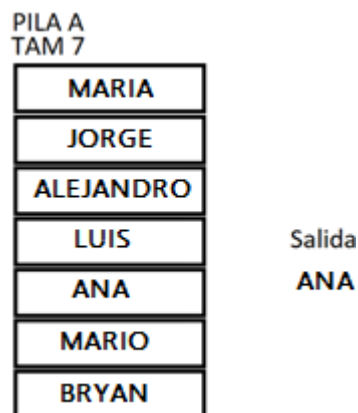 PILA A
TAM 7
MARIA
JORGE
ALEJANDRO
LUIS
Salida
ANA
ANA
MARIO
BRYAN